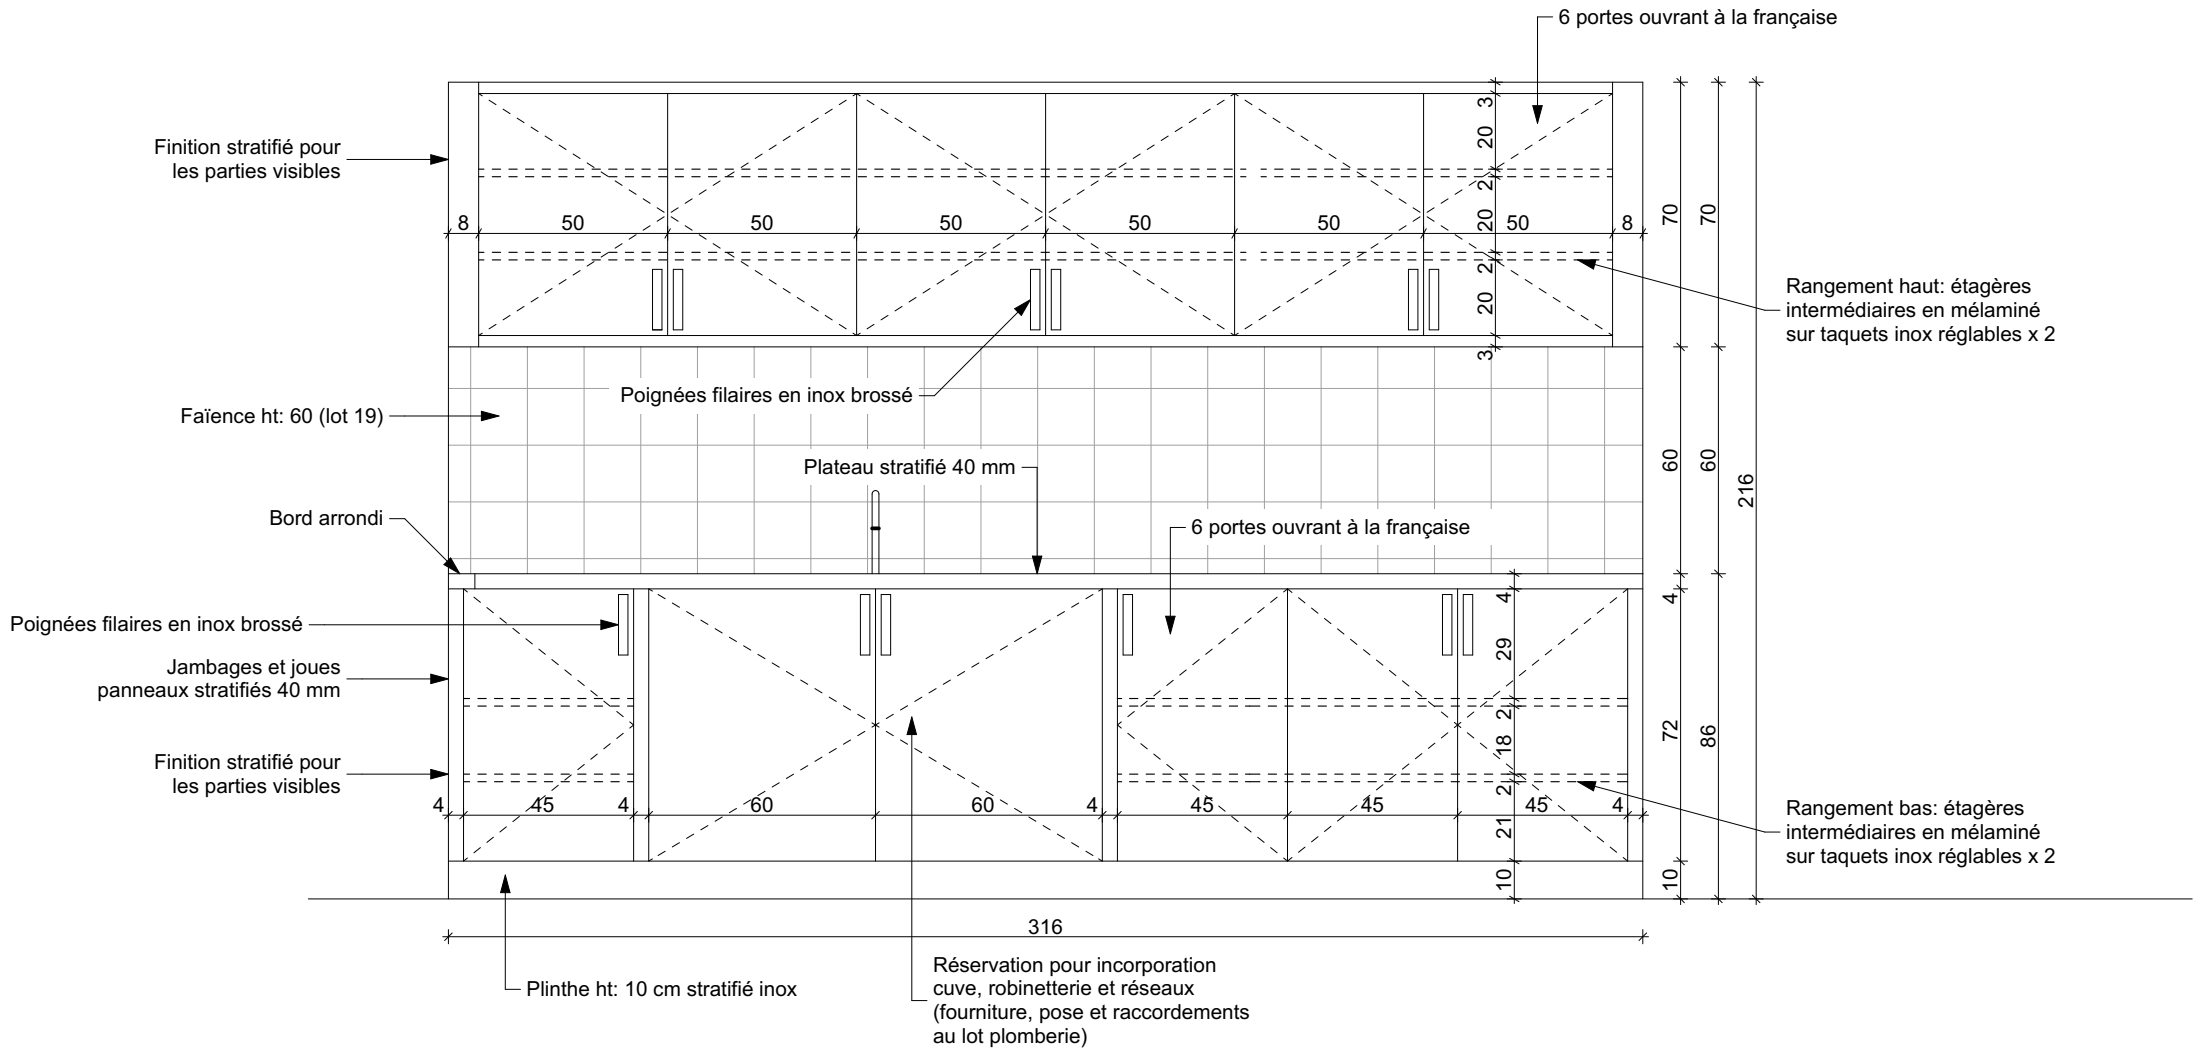 6 portes ouvrant à la française
Finition stratifié pour
les parties visibles
3
20
2
20
2
20
3
8
50
50
50
50
50
50
8
70
70
Rangement haut: étagères
intermédiaires en mélaminé
sur taquets inox réglables x 2
Poignées filaires en inox brossé
Faïence ht: 60 (lot 19)
Plateau stratifié 40 mm
60
60
216
Bord arrondi
6 portes ouvrant à la française
Poignées filaires en inox brossé
Jambages et joues
panneaux stratifiés 40 mm
Finition stratifié pour
les parties visibles
4
29
2
18
2
21
10
4
72
10
86
4
45
4
60
60
4
45
45
45
4
Rangement bas: étagères
intermédiaires en mélaminé
sur taquets inox réglables x 2
316
Plinthe ht: 10 cm stratifié inox
Réservation pour incorporation
cuve, robinetterie et réseaux
(fourniture, pose et raccordements
au lot plomberie)